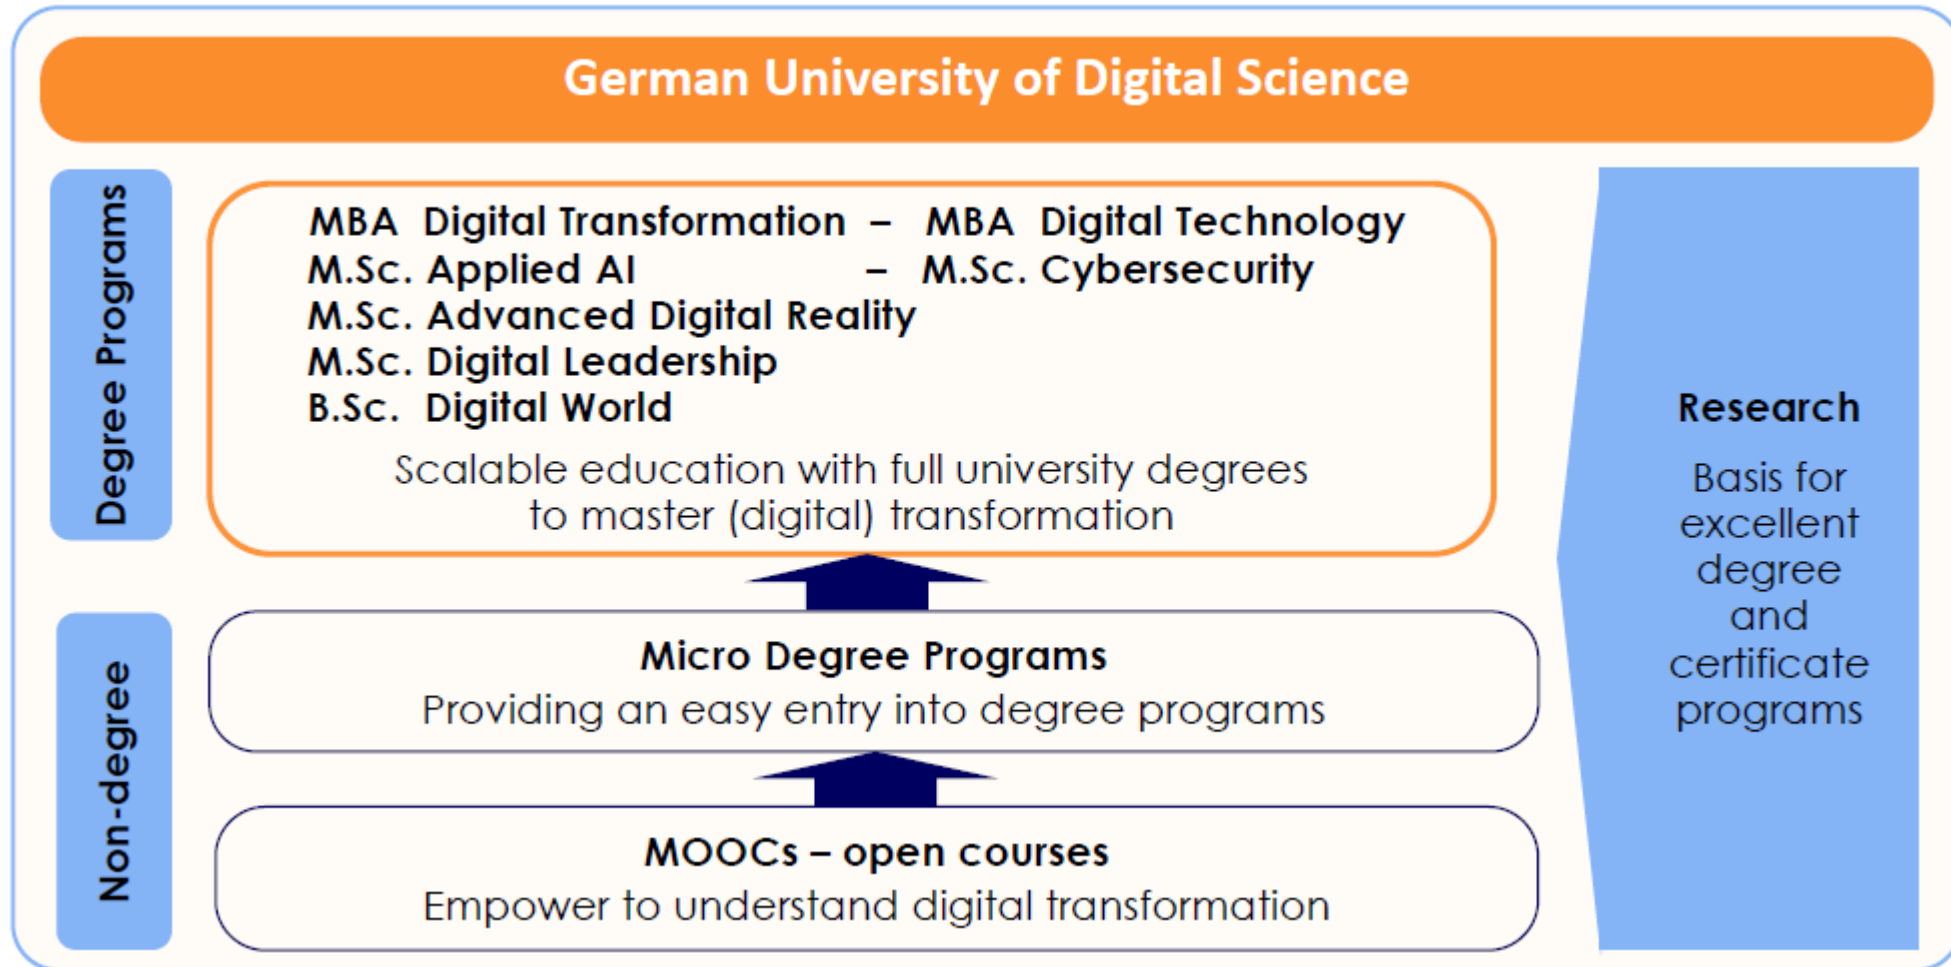 German University of Digital Science
Degree Programs
MBA Digital Transformation – MBA Digital Technology
M.Sc. Applied AI – M.Sc. Cybersecurity
M.Sc. Advanced Digital Reality
M.Sc. Digital Leadership
B.Sc. Digital World
Scalable education with full university degrees
to master (digital) transformation
Non-degree
Micro Degree Programs
Providing an easy entry into degree programs
MOOCs – open courses
Empower to understand digital transformation
Research
Basis for
excellent
degree
and
certificate
programs